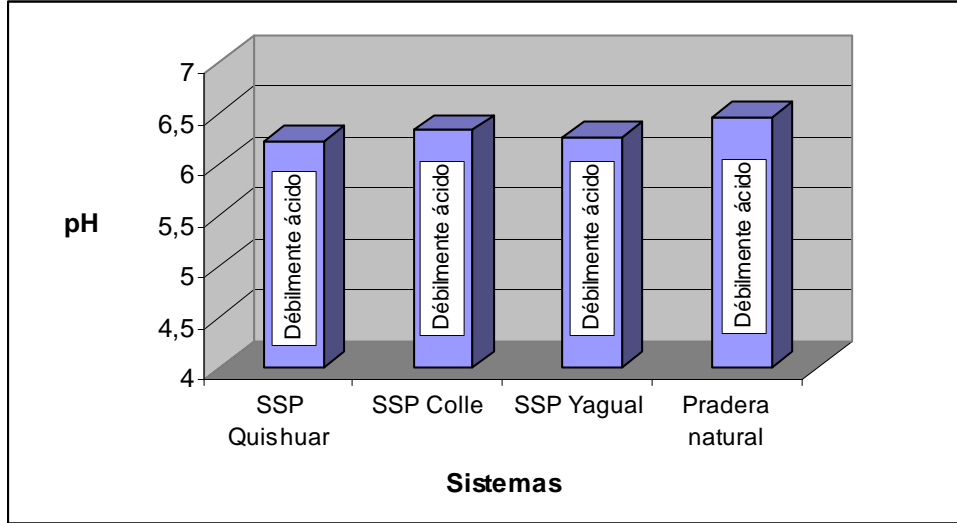 7
6,5
6
5,5
5
4,5
4
pH
Débilmente ácido
Débilmente ácido
Débilmente ácido
Débilmente ácido
SSP
Quishuar
SSP Colle
SSP Yagual
Pradera
natural
Sistemas